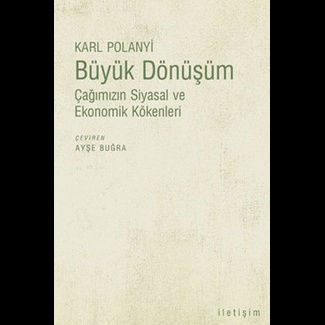 KARL POLANYİ
Büyük Dönüşüm
Çağımızın Siyasal ve
Ekonomik Kökenleri
ÇEVİREN
AYŞE BUĞRA
iletişim